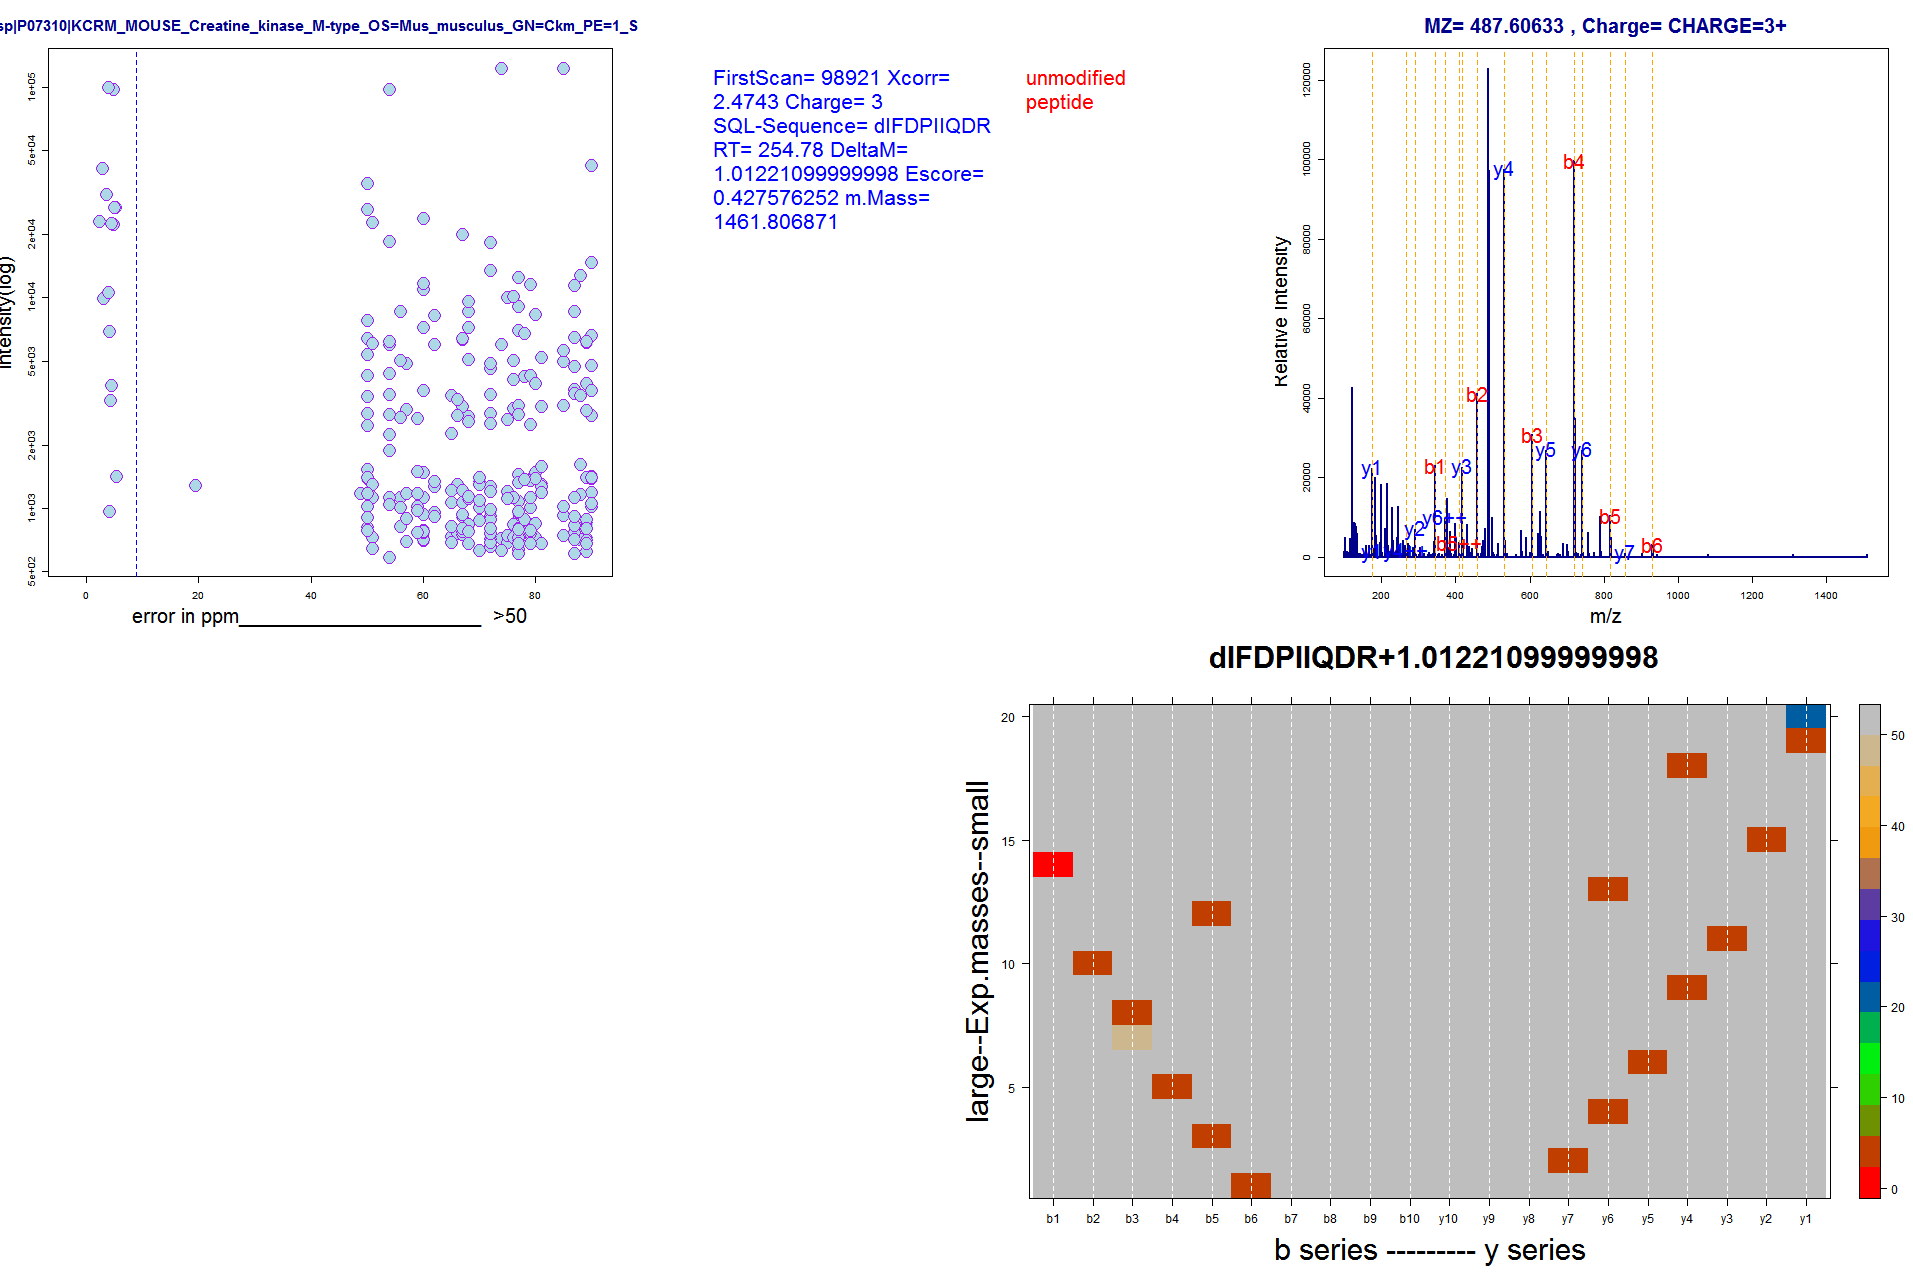 sp|P07310|KCRM_MOUSE_Creatine_kinase_M-type_OS=Mus_musculus_GN=Ckm_PE=1_S
1e+05
5e+04
2e+04
1e+04
5e+03
2e+03
1e+03
5e+02
Intensity(log)
0 20 40 60 80
error in ppm______________________ >50
FirstScan= 98921 Xcorr=
2.4743 Charge= 3
SQL-Sequence= dIFDPIIQDR
RT= 254.78 DeltaM=
1.01221099999998 Escore=
0.427576252 m.Mass=
1461.806871
unmodified
peptide
MZ= 487.60633 , Charge= CHARGE=3+
Relative Intensity
120000
100000
80000
60000
40000
20000
0
y4
b4
b2
b3
y5
y6
y1
b1
y3
y2
y6++
b5++
b5
y7
b6
200 400 600 800 1000 1200 1400
m/z
dIFDPIIQDR+1.01221099999998
large--Exp.masses--small
20
15
10
5
b1 b2 b3 b4 b5 b6 b7 b8 b9 b10 y10 y9 y8 y7 y6 y5 y4 y3 y2 y1
b series --------- y series
50
40
30
20
10
0